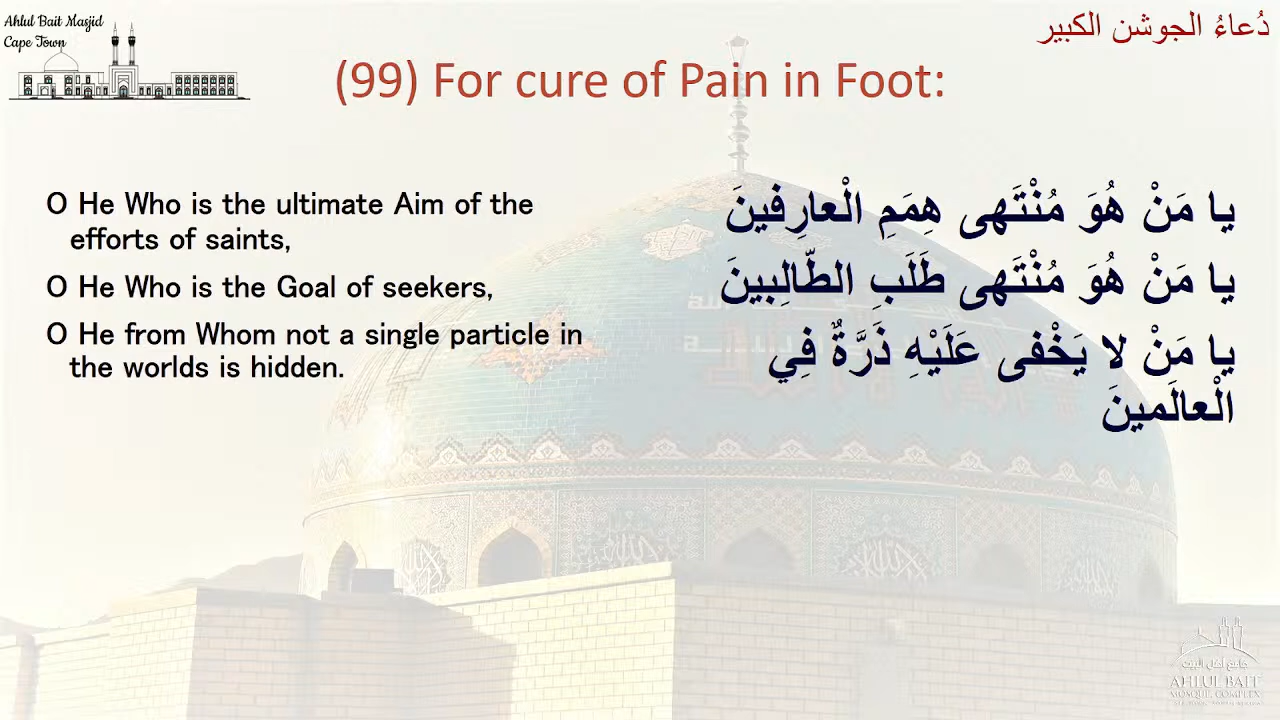 Ahlul Bait Masjid
Cape Town
دُعاءُ الجوشن الكبير
(99) For cure of Pain in Foot:
O He Who is the ultimate Aim of the
efforts of saints,
O He Who is the Goal of seekers,
O He from Whom not a single particle in
the worlds is hidden.
يا مَنْ هُوَ مُنْتَهى هِمَمِ الْعارِفينَ
يا مَنْ هُوَ مُنْتَهى طَلَبِ الطّالِبينَ
يا مَنْ لا يَخْفى عَلَيْهِ ذَرَّةٌ فِي
الْعالَمينَ
جامع أهل البيت
AHLUL BAIT
MOSQUE COMPLEX